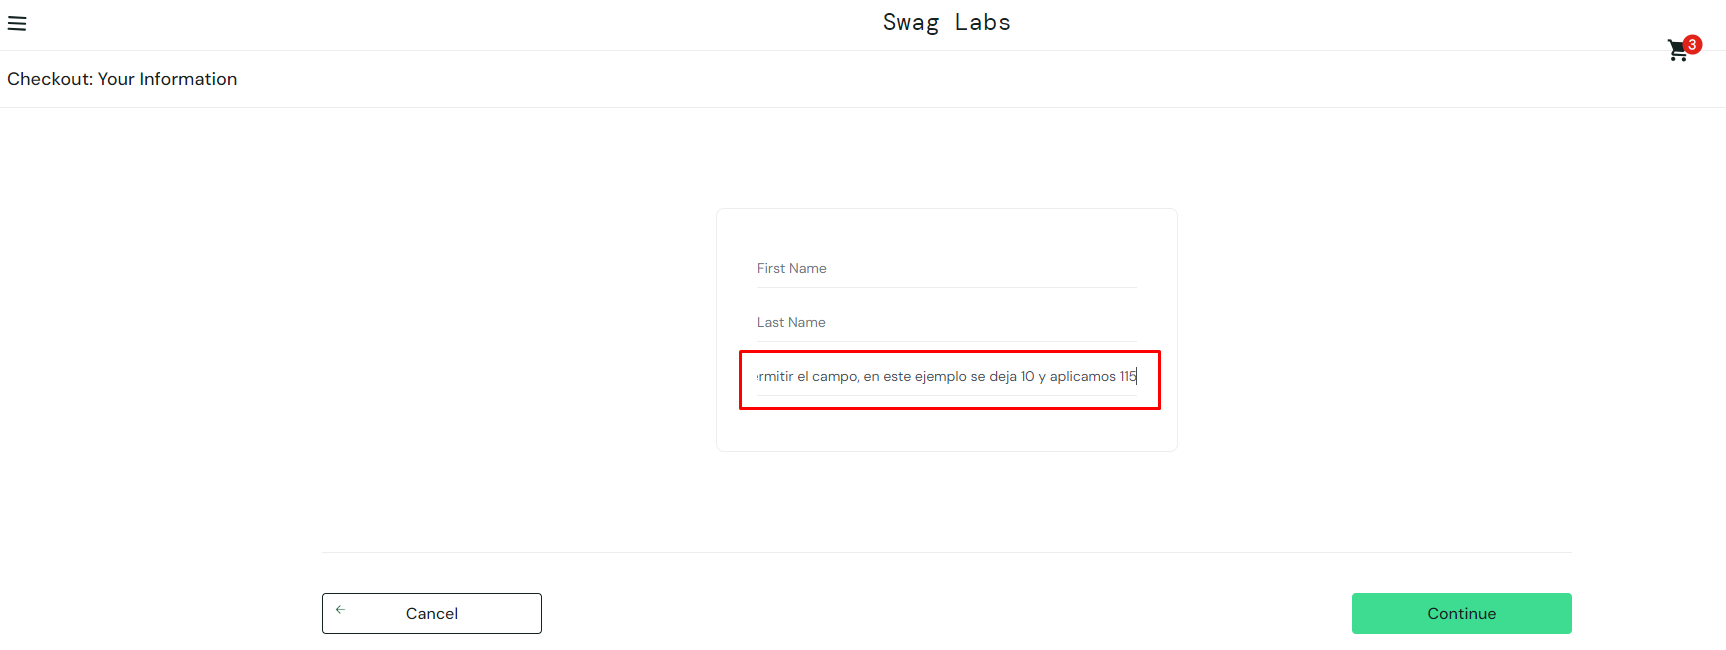 Swag Labs
3
Checkout: Your Information
First Name
Last Name
rmitir el campo, en este ejemplo se deja 10 y aplicamos 115
Cancel
Continue